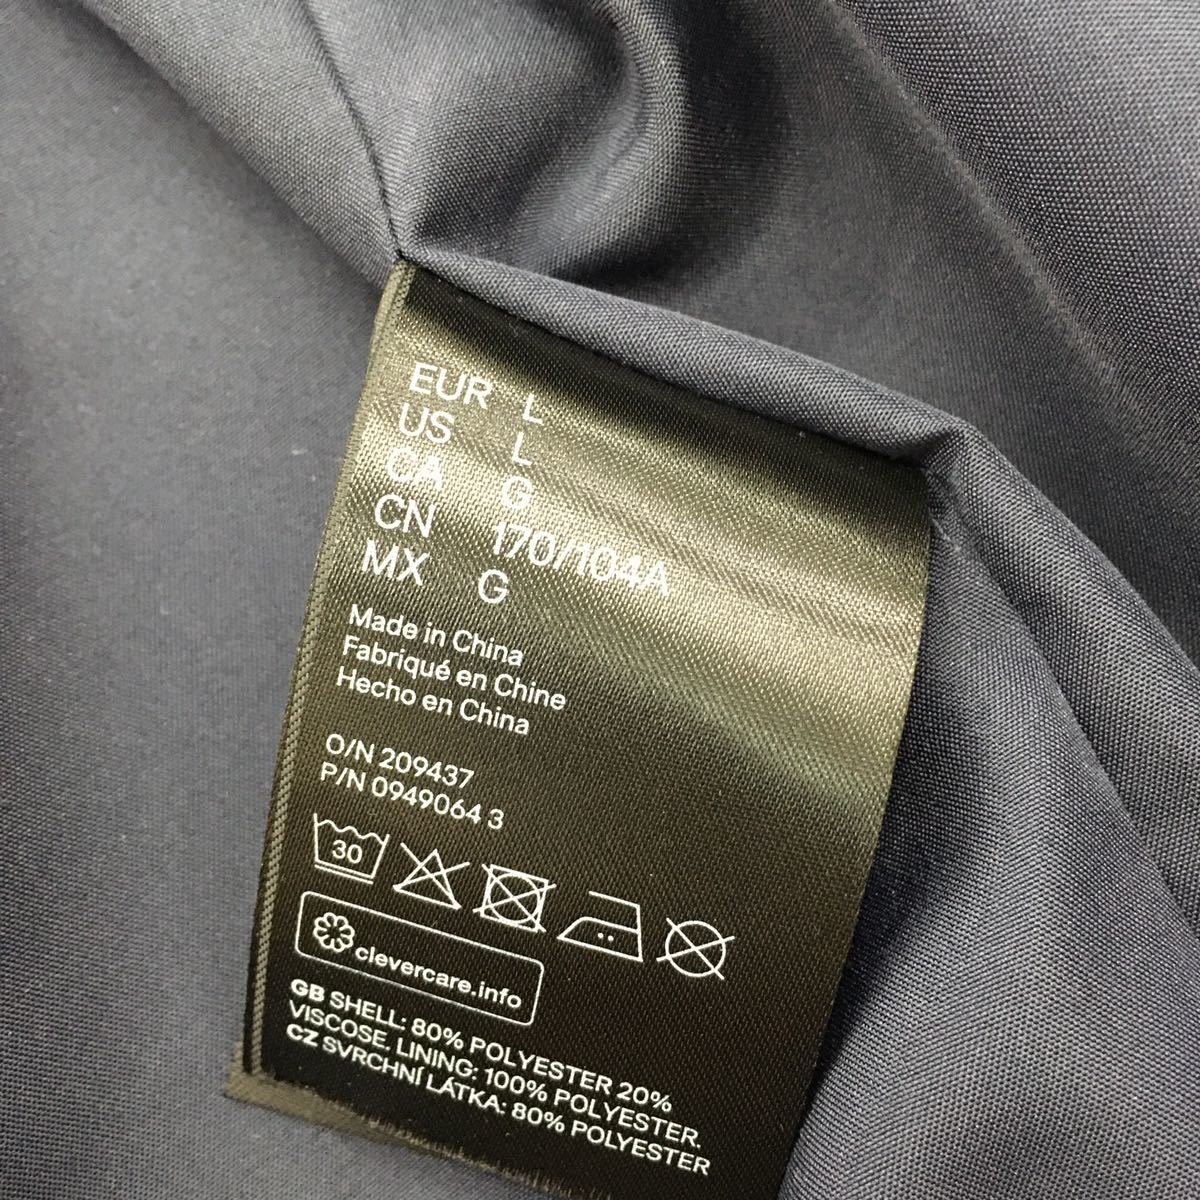 EUR L
US L
CA G
CN 170/104A
MX G
Made in China
Fabriqué en Chine
Hecho en China
O/N 209437
P/N 0949064 3
30
clevercare.info
GB SHELL: 80% POLYESTER 20%
VISCOSE. LINING: 100% POLYESTER.
CZ SVRCHNÍ LÁTKA: 80% POLYESTER